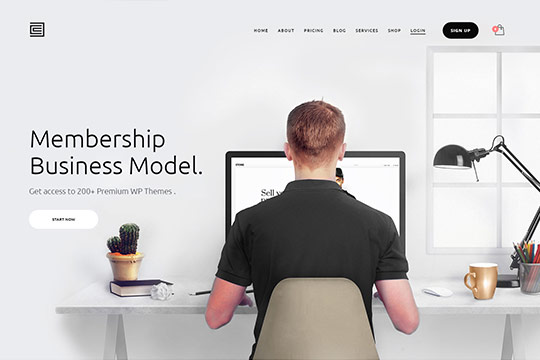 HOME ABOUT PRICING BLOG SERVICES SHOP LOGIN SIGN UP
Membership
Business Model.
Get access to 200+ Premium WP Themes .
START NOW
Sell y